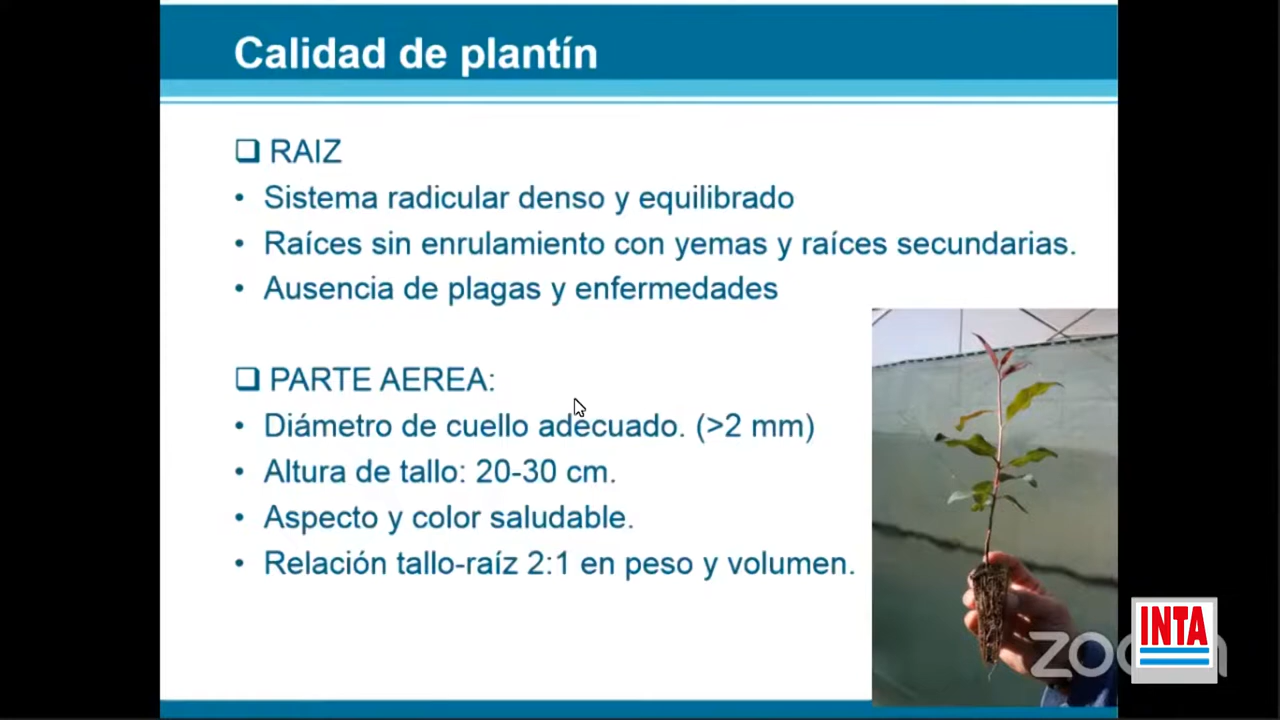 Calidad de plantín
❑ RAIZ
• Sistema radicular denso y equilibrado
• Raíces sin enrulamiento con yemas y raíces secundarias.
• Ausencia de plagas y enfermedades
❑ PARTE AEREA:
• Diámetro de cuello adecuado. (>2 mm)
• Altura de tallo: 20-30 cm.
• Aspecto y color saludable.
• Relación tallo-raíz 2:1 en peso y volumen.
zoom
INTA